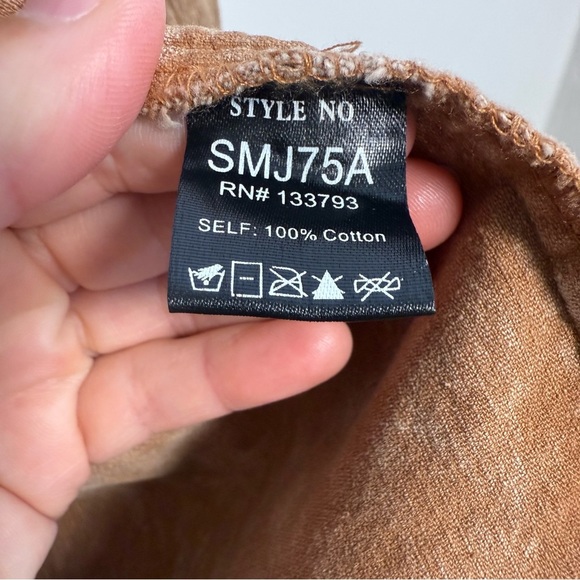 STYLE NO
SMJ75A
RN# 133793
SELF: 100% Cotton